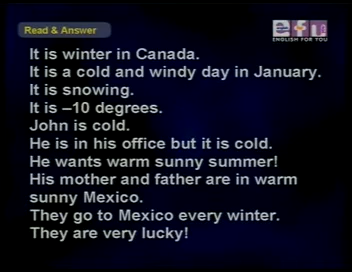 Read & Answer
efu
ENGLISH FOR YOU
It is winter in Canada.
It is a cold and windy day in January.
It is snowing.
It is –10 degrees.
John is cold.
He is in his office but it is cold.
He wants warm sunny summer!
His mother and father are in warm
sunny Mexico.
They go to Mexico every winter.
They are very lucky!